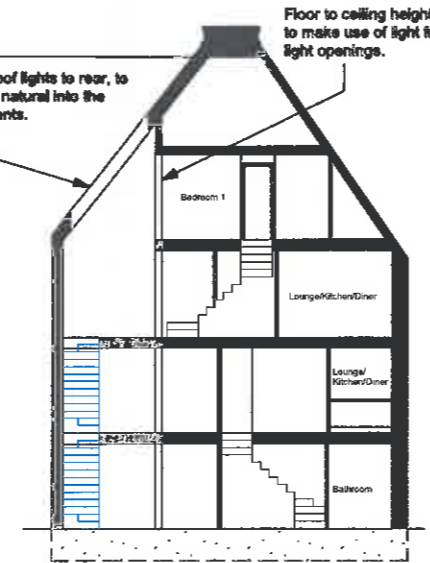 Floor to ceiling height
to make use of light f
light openings.
oof lights to rear, to
natural into the
ents.
Bedroom 1
Lounge/Kitchen/Diner
Lounge/
Kitchen/Diner
Bathroom